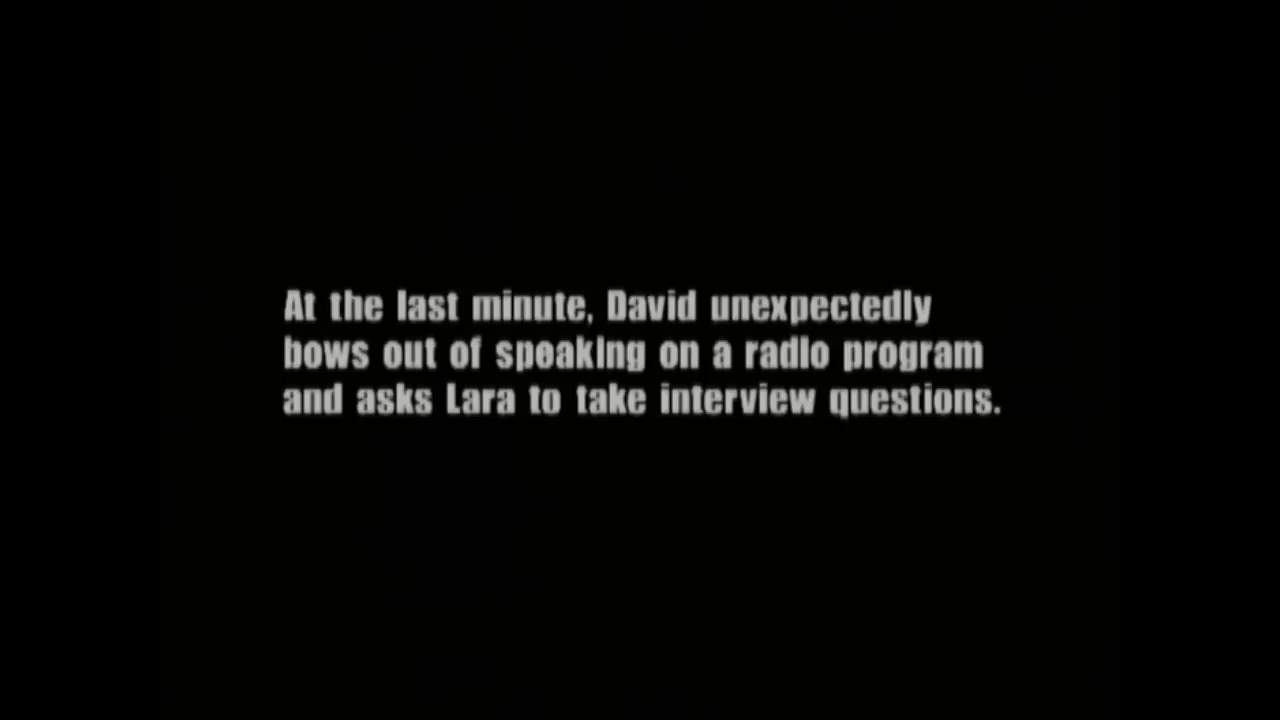 At the last minute, David unexpectedly
bows out of speaking on a radio program
and asks Lara to take interview questions.